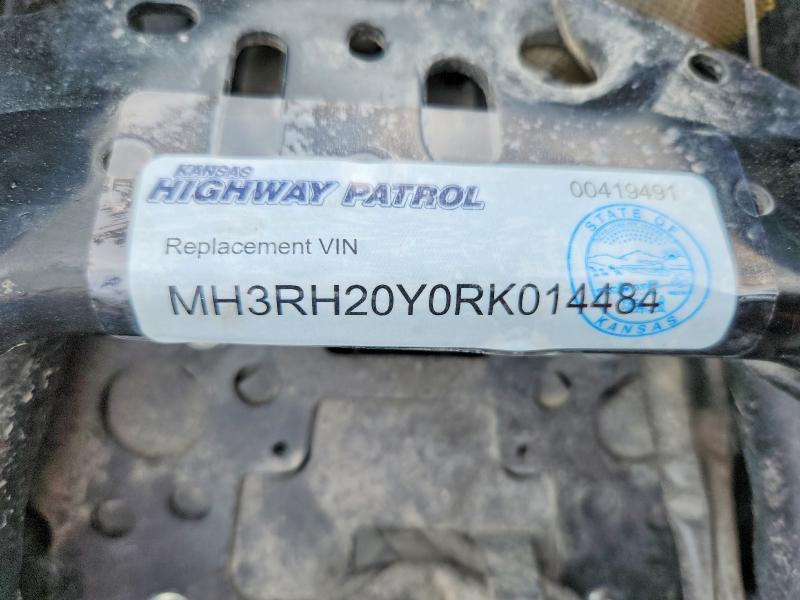 KANSAS
HIGHWAY PATROL
00419491
Replacement VIN
MH3RH20Y0RK014484
STATE OF
KANSAS